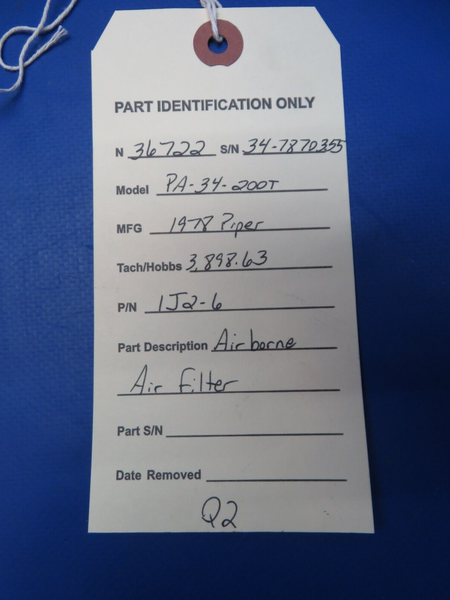 PART IDENTIFICATION ONLY
N 36722 S/N 34-7870355
Model PA-34-200T
MFG 1978 Piper
Tach/Hobbs 3,898.63
P/N 1J2-6
Part Description Airborne
Air Filter
Part S/N
Date Removed
Q2